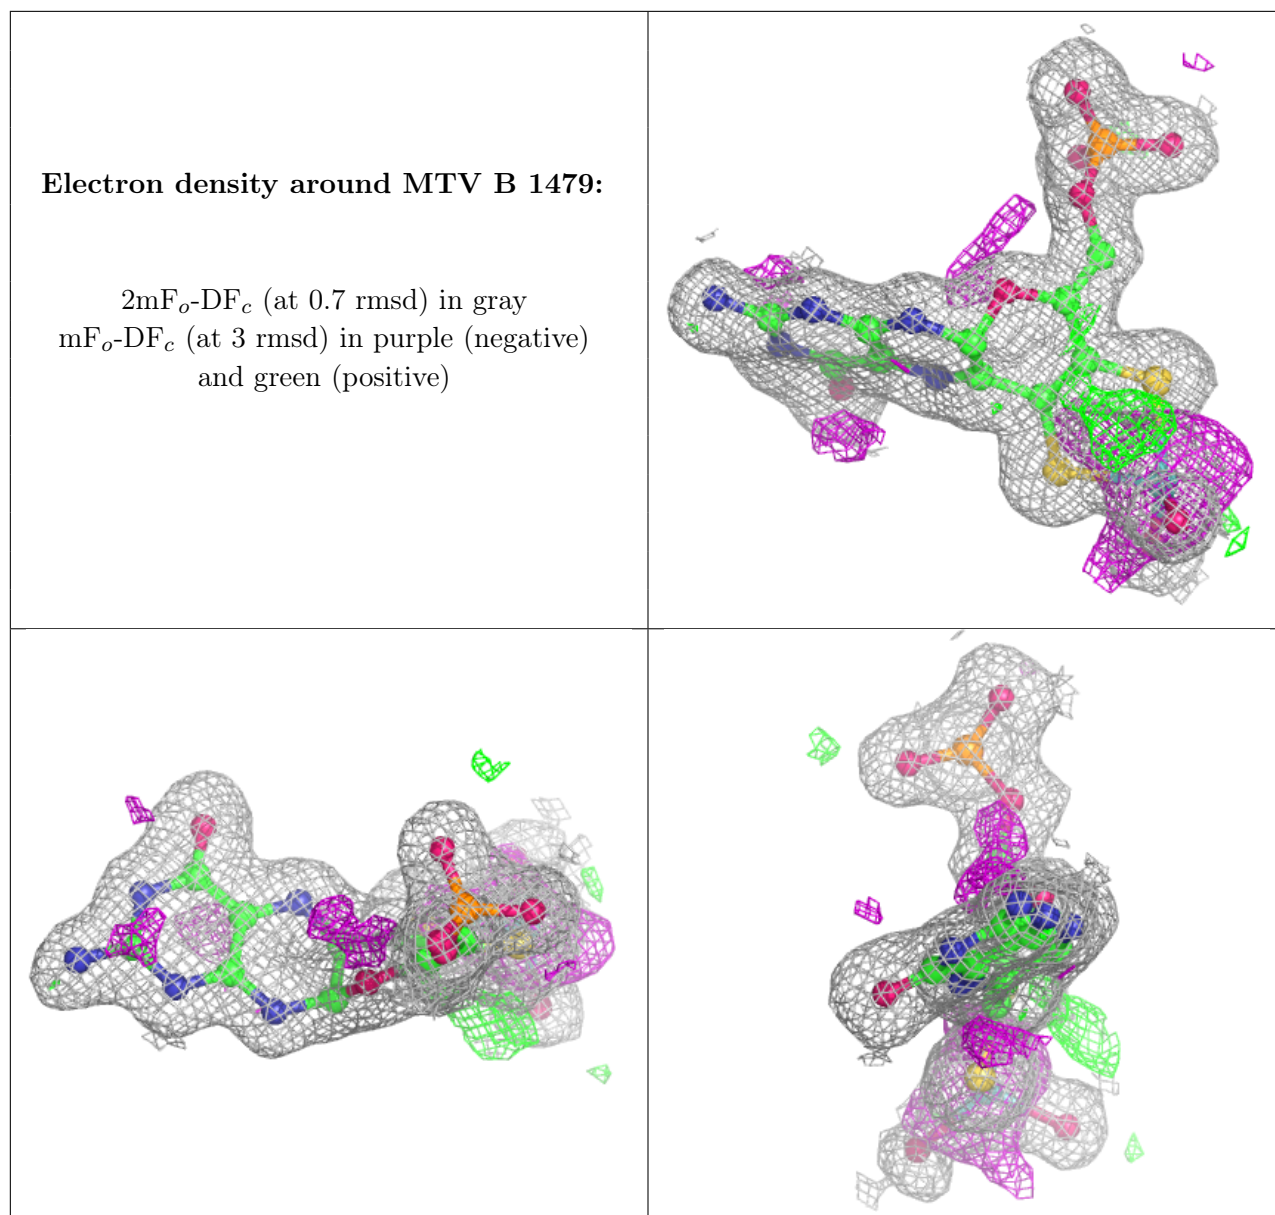 Electron density around MTV B 1479:
2mFo-DFc (at 0.7 rmsd) in gray
mFo-DFc (at 3 rmsd) in purple (negative)
and green (positive)